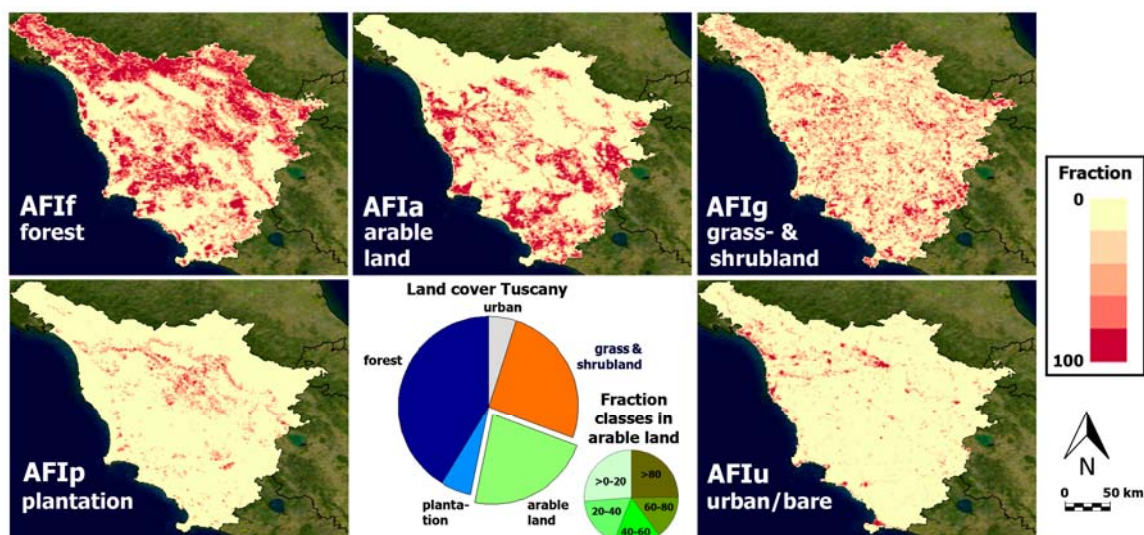 AFIf
forest
AFIa
arable
land
AFIg
grass- &
shrubland
Fraction
0
100
AFIp
plantation
Land cover Tuscany
urban
forest
grass &
shrubland
Fraction
classes in
arable land
planta-
tion
arable
land
>0-20
>80
20-40
60-80
40-60
AFIu
urban/bare
N
0 50 km